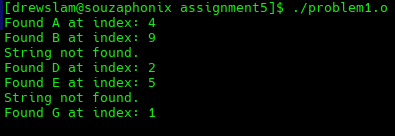 [drewslam@souzaphonix assignment5]$ ./problem1.o
Found A at index: 4
Found B at index: 9
String not found.
Found D at index: 2
Found E at index: 5
String not found.
Found G at index: 1